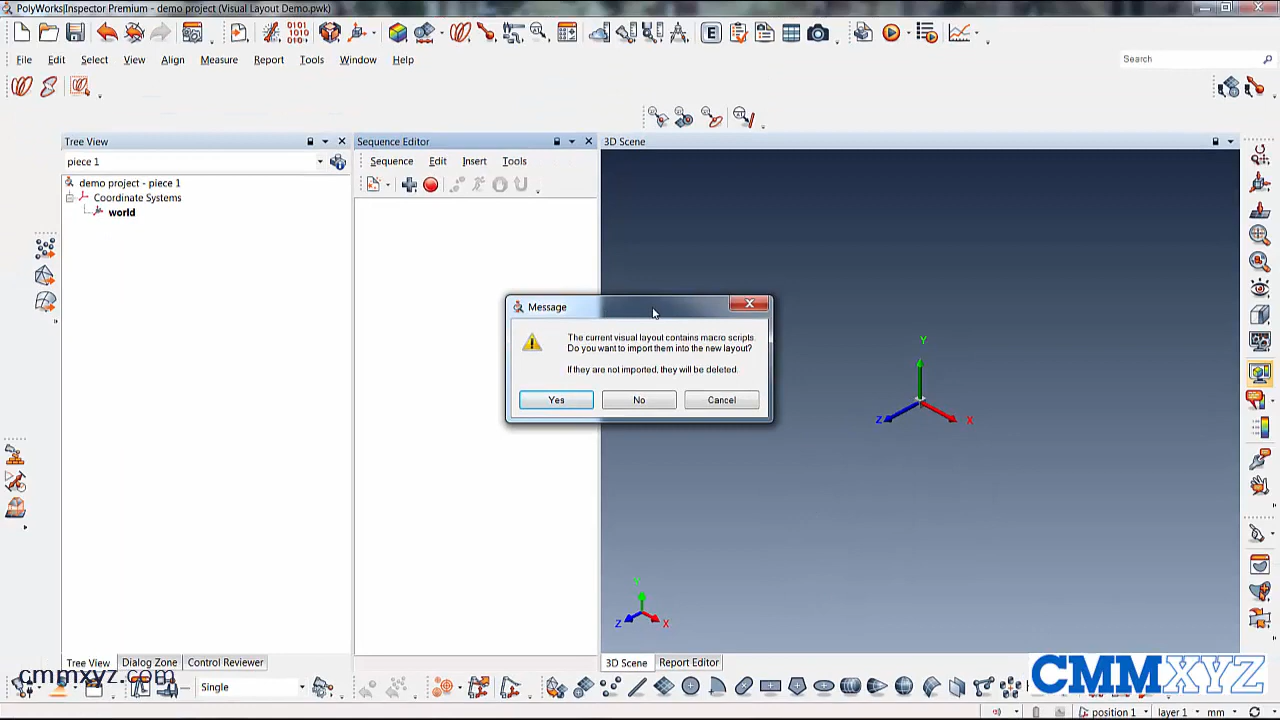 PolyWorks|Inspector Premium - demo project (Visual Layout Demo.pwk)
File Edit Select View Align Measure Report Tools Window Help
Search
Tree View
Sequence Editor
3D Scene
piece 1
Sequence Edit Insert Tools
demo project - piece 1
Coordinate Systems
world
Message
The current visual layout contains macro scripts.
Do you want to import them into the new layout?
If they are not imported, they will be deleted.
Yes No Cancel
Y
Z
X
Y
Z
X
Tree View Dialog Zone Control Reviewer
3D Scene Report Editor
cmmxyz.com
Single
CMMXYZ
position 1 layer 1 mm